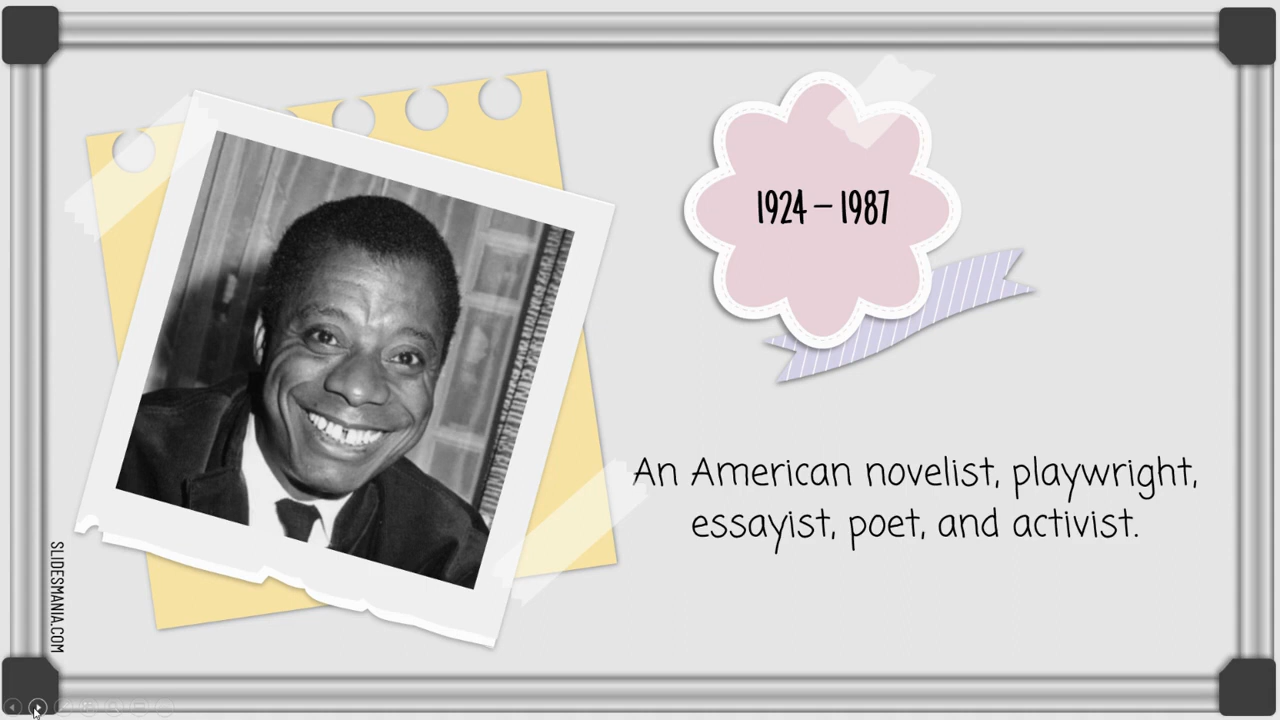 1924 – 1987
An American novelist, playwright,
essayist, poet, and activist.
SLIDESMANIA.COM